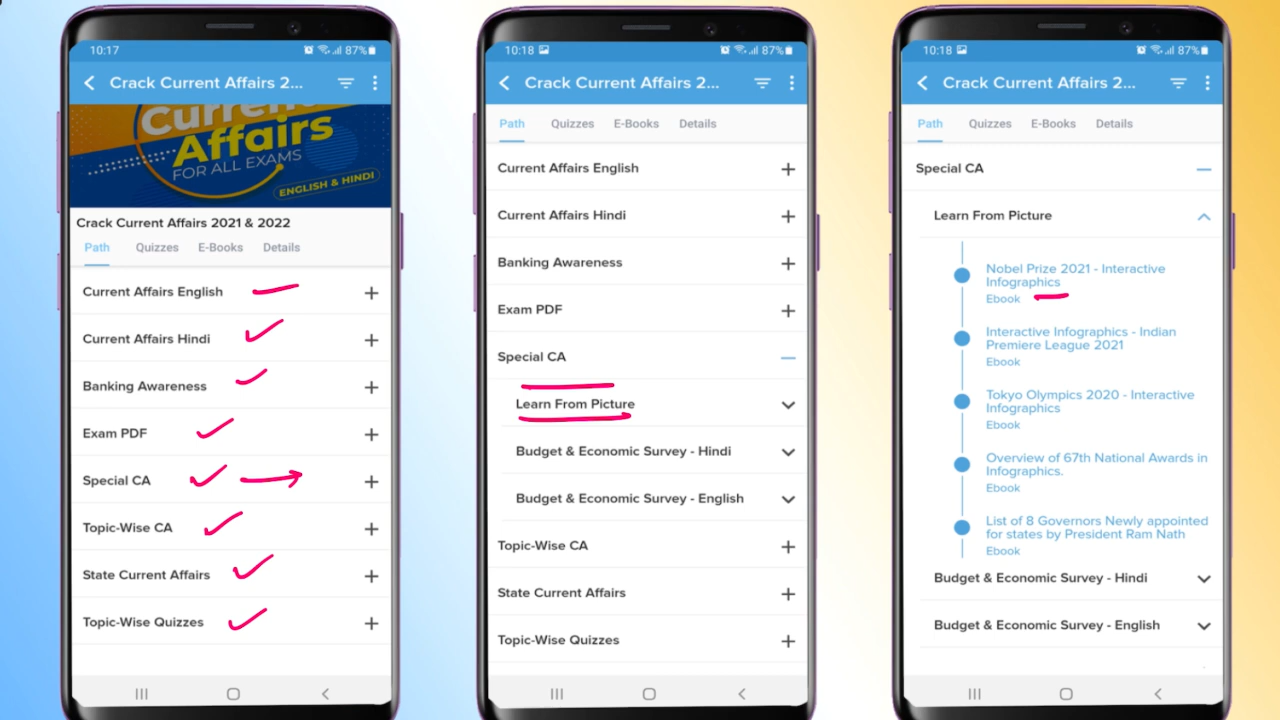 10:17
87%
Crack Current Affairs 2...
Current
Affairs
FOR ALL EXAMS
ENGLISH & HINDI
Crack Current Affairs 2021 & 2022
Path Quizzes E-Books Details
Current Affairs English
Current Affairs Hindi
Banking Awareness
Exam PDF
Special CA
Topic-Wise CA
State Current Affairs
Topic-Wise Quizzes
10:18
87%
Crack Current Affairs 2...
Path Quizzes E-Books Details
Current Affairs English
Current Affairs Hindi
Banking Awareness
Exam PDF
Special CA
Learn From Picture
Budget & Economic Survey - Hindi
Budget & Economic Survey - English
Topic-Wise CA
State Current Affairs
Topic-Wise Quizzes
10:18
87%
Crack Current Affairs 2...
Path Quizzes E-Books Details
Special CA
Learn From Picture
Nobel Prize 2021 - Interactive
Infographics
Ebook
Interactive Infographics - Indian
Premiere League 2021
Ebook
Tokyo Olympics 2020 - Interactive
Infographics
Ebook
Overview of 67th National Awards in
Infographics.
Ebook
List of 8 Governors Newly appointed
for states by President Ram Nath
Ebook
Budget & Economic Survey - Hindi
Budget & Economic Survey - English